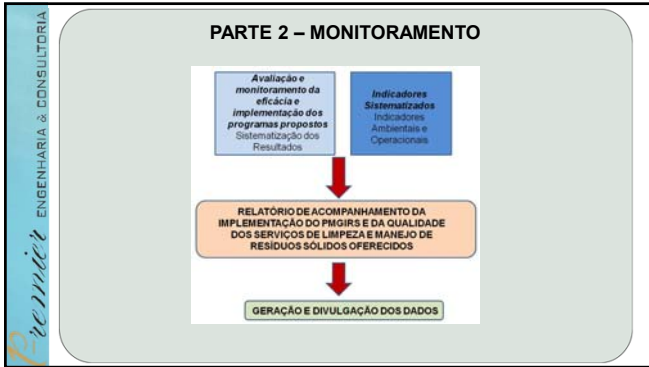 PARTE 2 – MONITORAMENTO
Avaliação e
monitoramento da
eficácia e
implementação dos
programas propostos
Sistematização dos
Resultados
Indicadores
Sistematizados
Indicadores
Ambientais e
Operacionais
RELATÓRIO DE ACOMPANHAMENTO DA
IMPLEMENTAÇÃO DO PMGIRS E DA QUALIDADE
DOS SERVIÇOS DE LIMPEZA E MANEJO DE
RESÍDUOS SÓLIDOS OFERECIDOS
GERAÇÃO E DIVULGAÇÃO DOS DADOS
Premier ENGENHARIA & CONSULTORIA